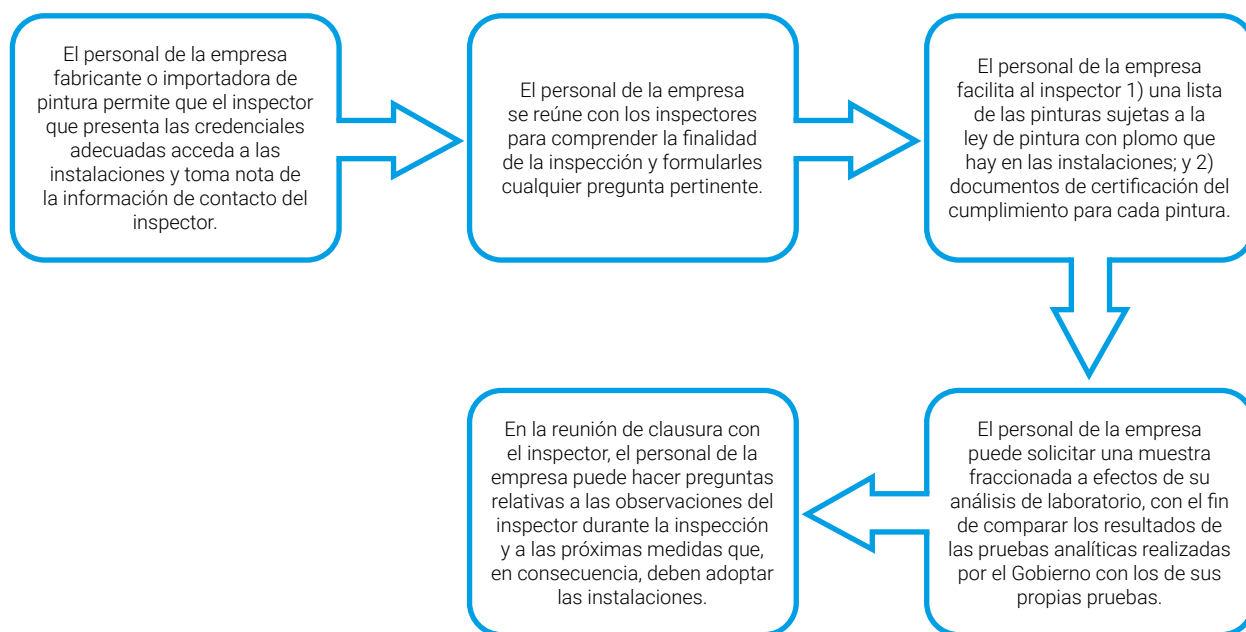 El personal de la empresa
fabricante o importadora de
pintura permite que el inspector
que presenta las credenciales
adecuadas acceda a las
instalaciones y toma nota de
la información de contacto del
inspector.
El personal de la empresa
se reúne con los inspectores
para comprender la finalidad
de la inspección y formularles
cualquier pregunta pertinente.
El personal de la empresa
facilita al inspector 1) una lista
de las pinturas sujetas a la
ley de pintura con plomo que
hay en las instalaciones; y 2)
documentos de certificación del
cumplimiento para cada pintura.
El personal de la empresa
puede solicitar una muestra
fraccionada a efectos de su
análisis de laboratorio, con el fin
de comparar los resultados de
las pruebas analíticas realizadas
por el Gobierno con los de sus
propias pruebas.
En la reunión de clausura con
el inspector, el personal de la
empresa puede hacer preguntas
relativas a las observaciones del
inspector durante la inspección
y a las próximas medidas que,
en consecuencia, deben adoptar
las instalaciones.